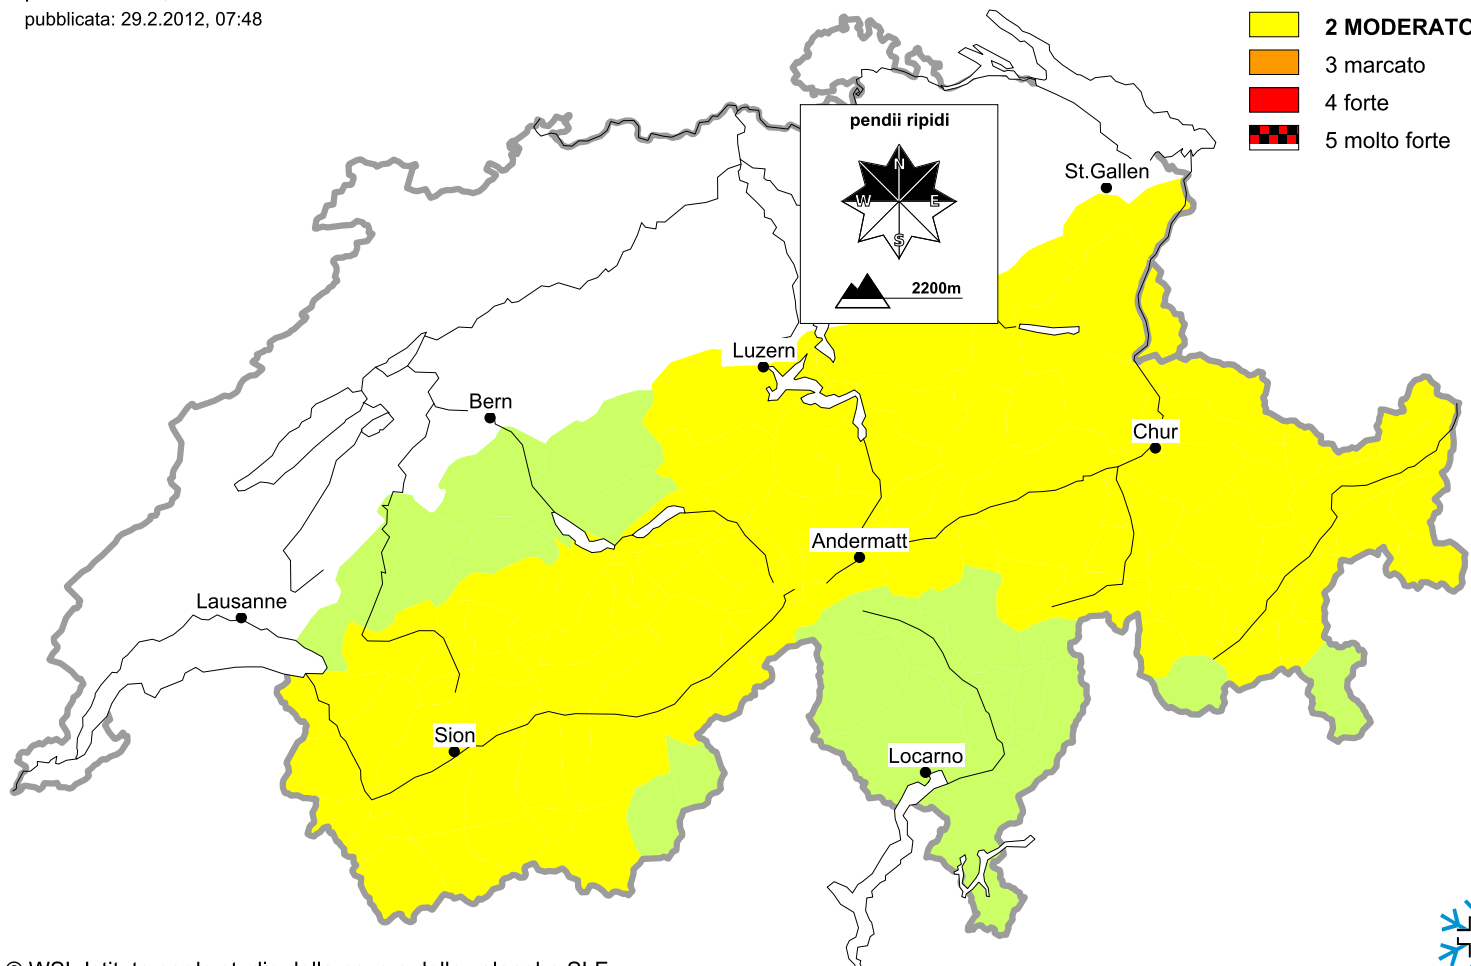 pubblicata: 29.2.2012, 07:48
2 MODERATO
3 marcato
4 forte
5 molto forte
pendii ripidi
N
W E
S
2200m
St.Gallen
Luzern
Bern
Chur
Andermatt
Lausanne
Sion
Locarno